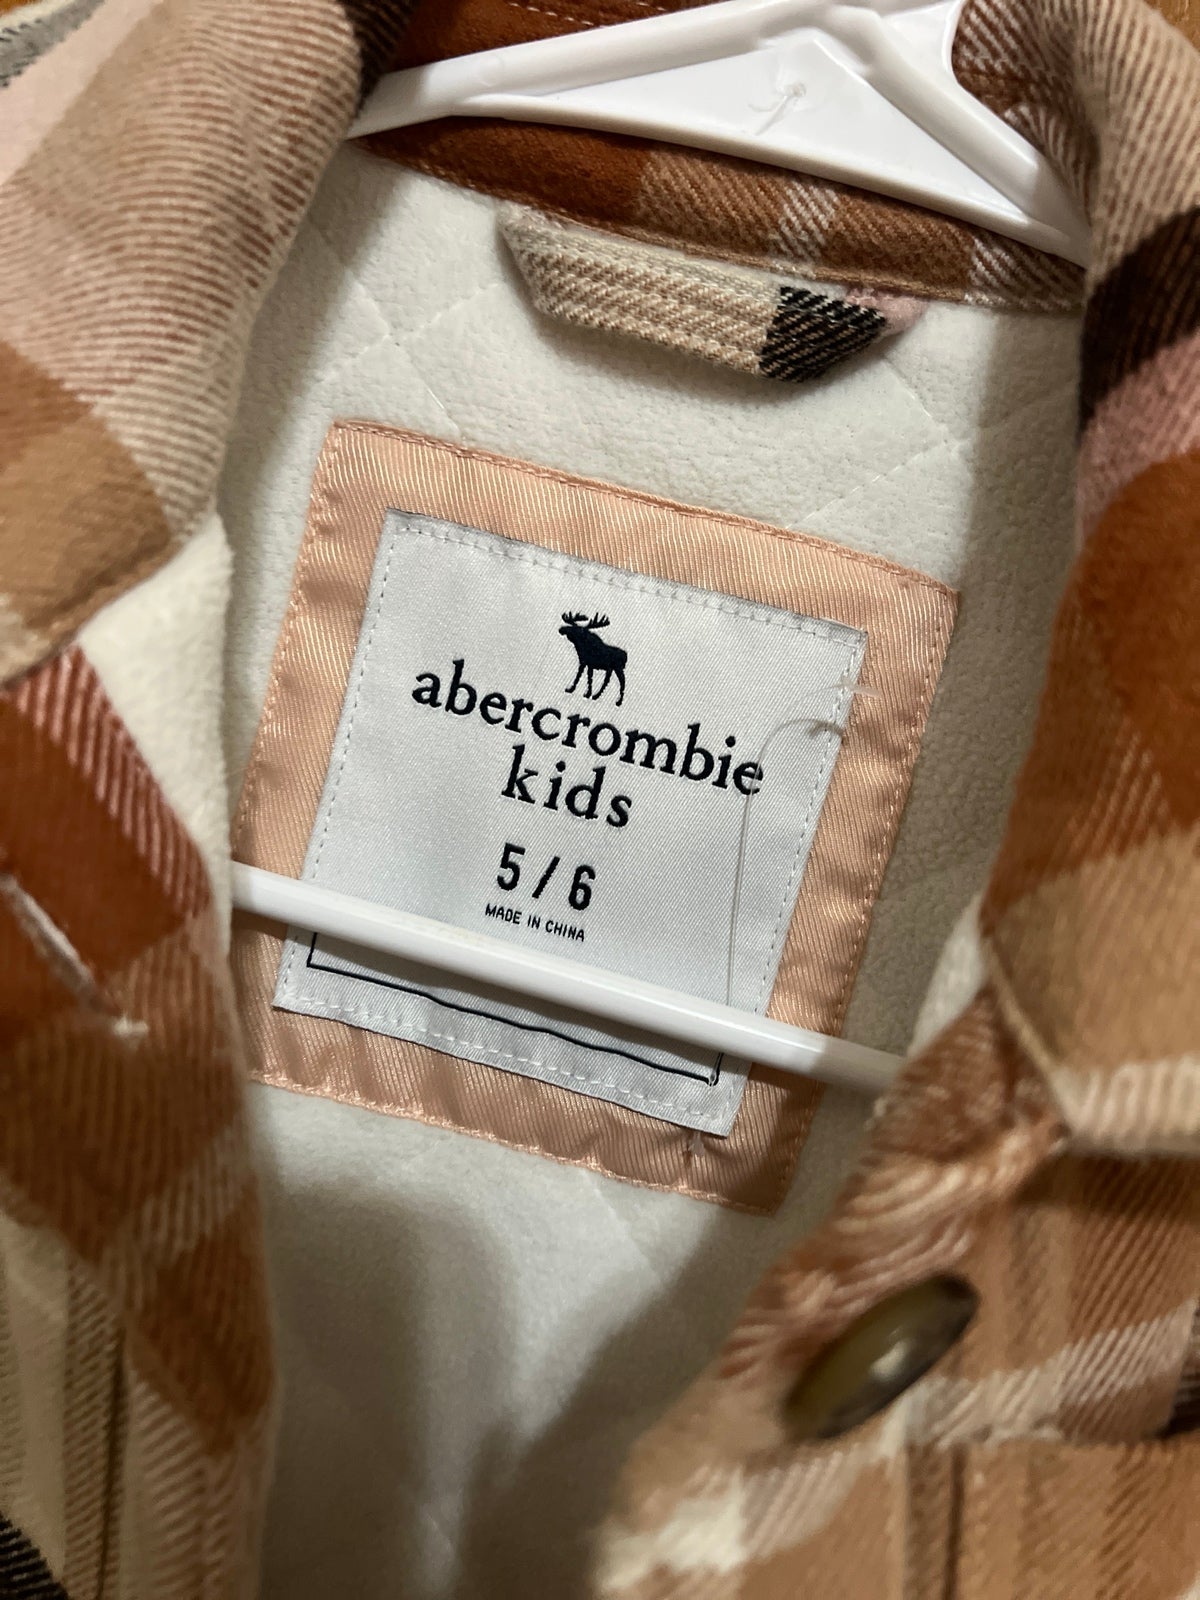 abercrombie
kids
5/6
MADE IN CHINA